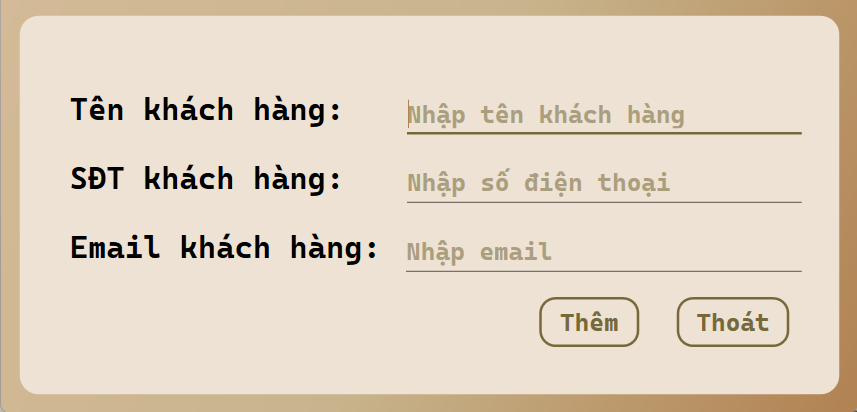 Tên khách hàng: Nhập tên khách hàng
SĐT khách hàng: Nhập số điện thoại
Email khách hàng: Nhập email
Thêm Thoát